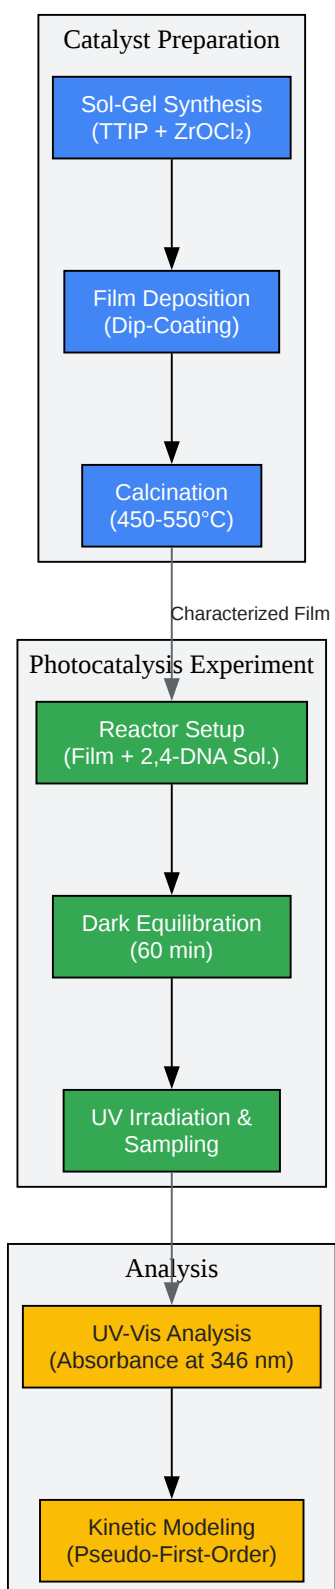 Catalyst Preparation
Sol-Gel Synthesis
(TTIP + ZrOCl₂)
Film Deposition
(Dip-Coating)
Calcination
(450-550°C)
Characterized Film
Photocatalysis Experiment
Reactor Setup
(Film + 2,4-DNA Sol.)
Dark Equilibration
(60 min)
UV Irradiation &
Sampling
Analysis
UV-Vis Analysis
(Absorbance at 346 nm)
Kinetic Modeling
(Pseudo-First-Order)